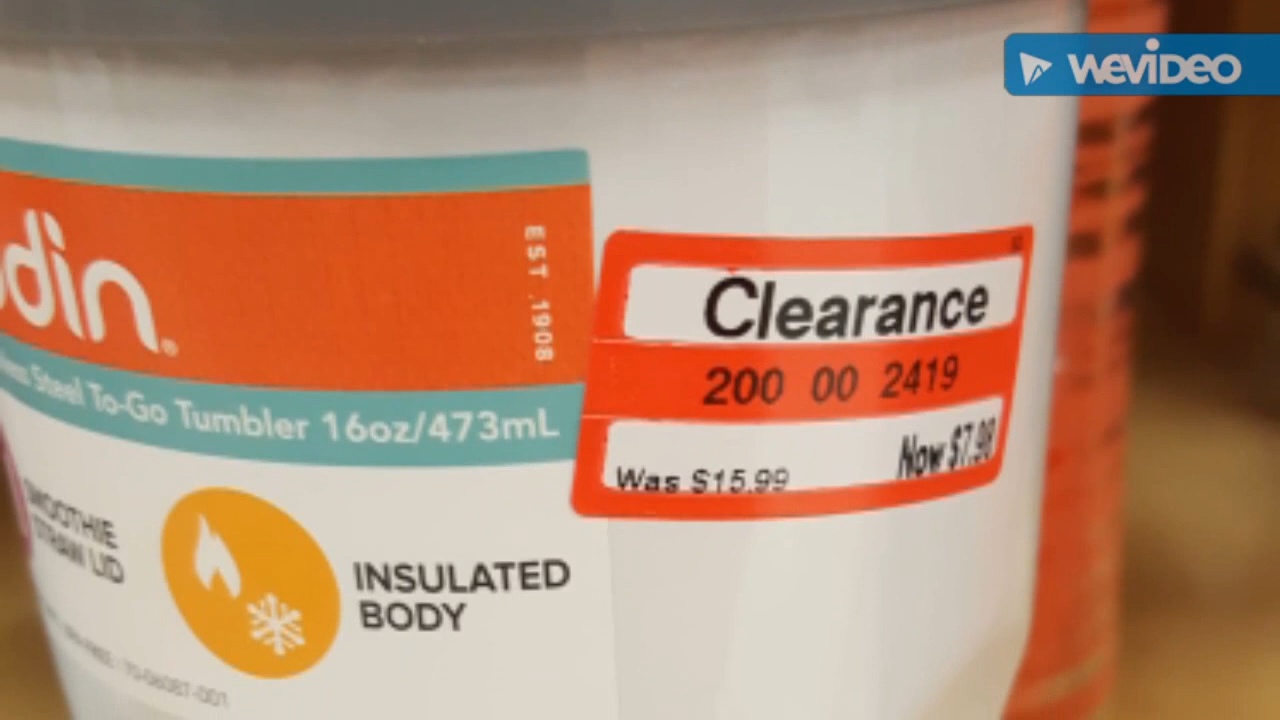 WEVIDEO
din®
EST. 1908
Steel To-Go Tumbler 16oz/473mL
SMOOTHIE
STRAW LID
INSULATED
BODY
Clearance
200 00 2419
Was $15.99
Now $7.98